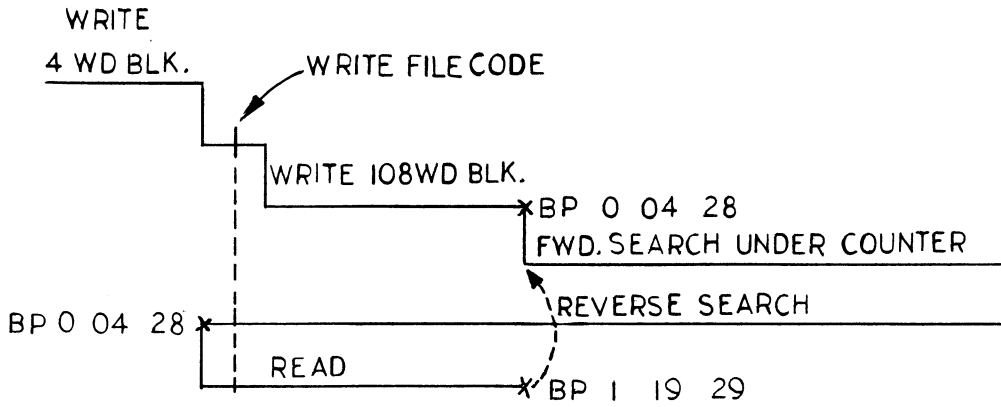 WRITE
4 WD BLK.
WRITE FILE CODE
WRITE 108WD BLK.
BP 0 04 28
FWD. SEARCH UNDER COUNTER
REVERSE SEARCH
BP 0 04 28
READ
BP 1 19 29